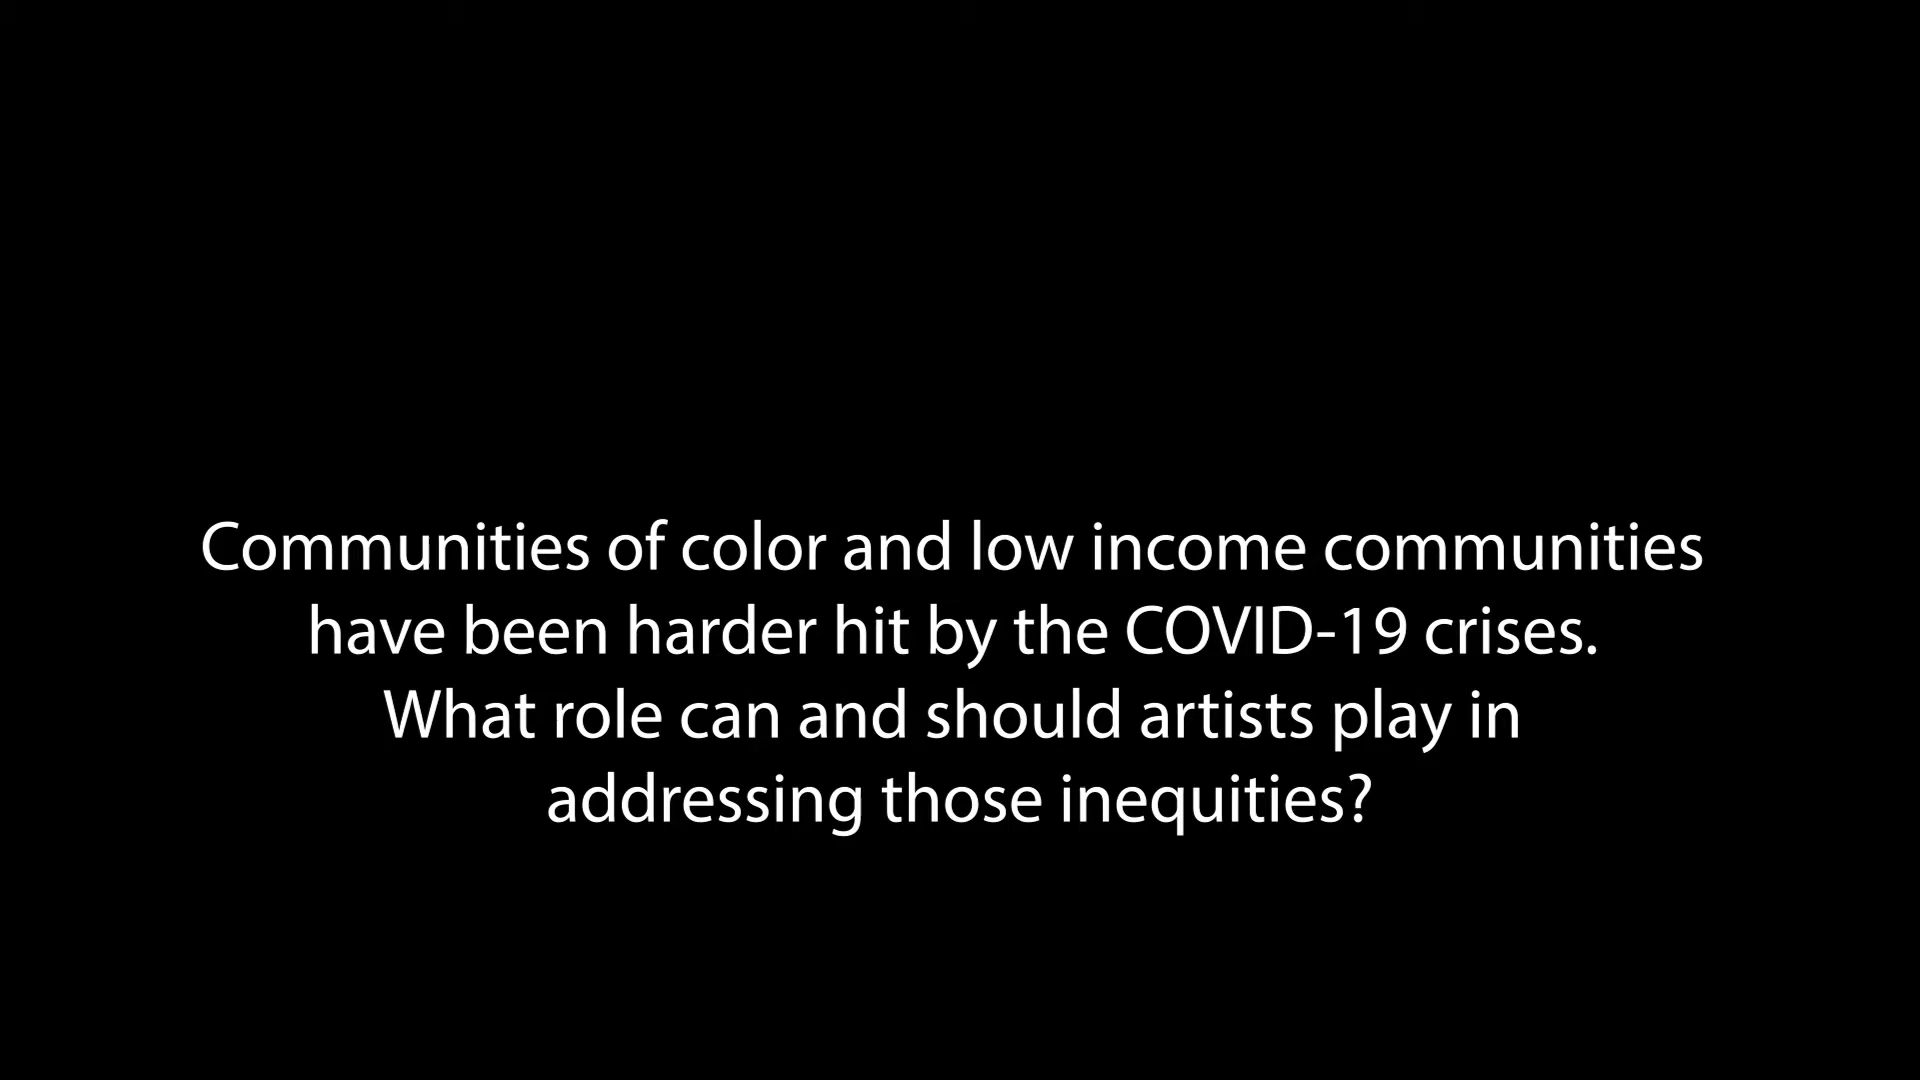 Communities of color and low income communities
have been harder hit by the COVID-19 crises.
What role can and should artists play in
addressing those inequities?